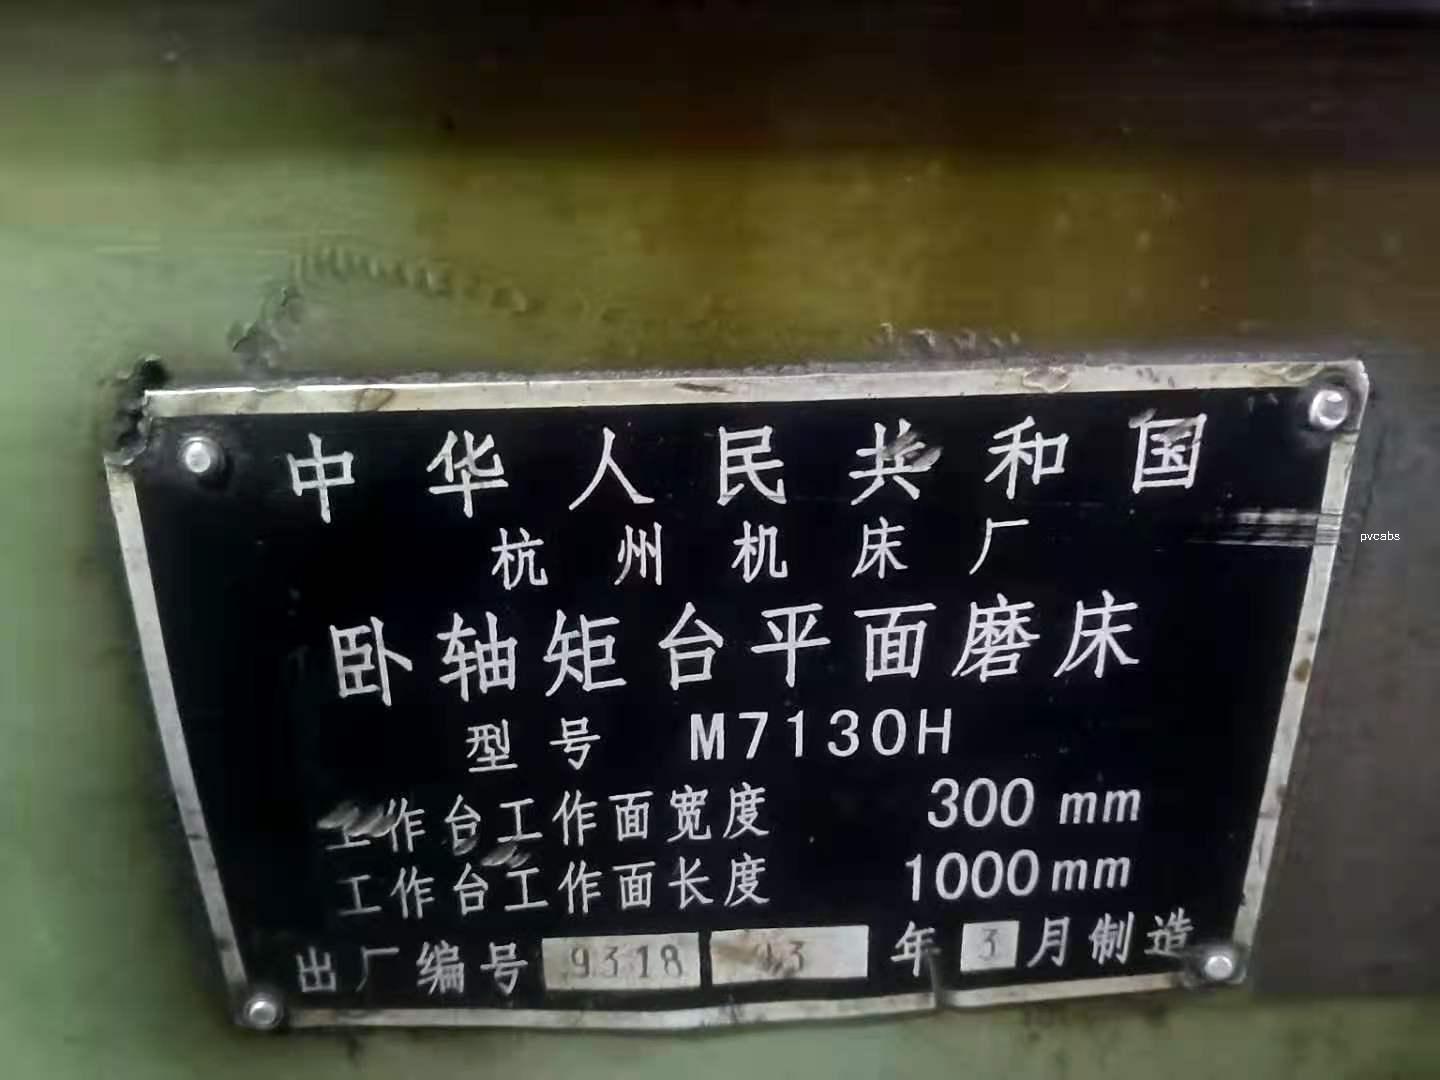 中华人民共和国
杭州机床厂
卧轴矩台平面磨床
型号 M7130H
工作台工作面宽度 300 mm
工作台工作面长度 1000 mm
出厂编号 9318 年 3 月制造
pvcabs